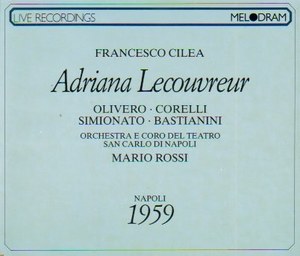 LIVE RECORDINGS
MELODRAM
FRANCESCO CILEA
Adriana Lecouvreur
OLIVERO · CORELLI
SIMIONATO · BASTIANINI
ORCHESTRA E CORO DEL TEATRO
SAN CARLO DI NAPOLI
MARIO ROSSI
NAPOLI
1959